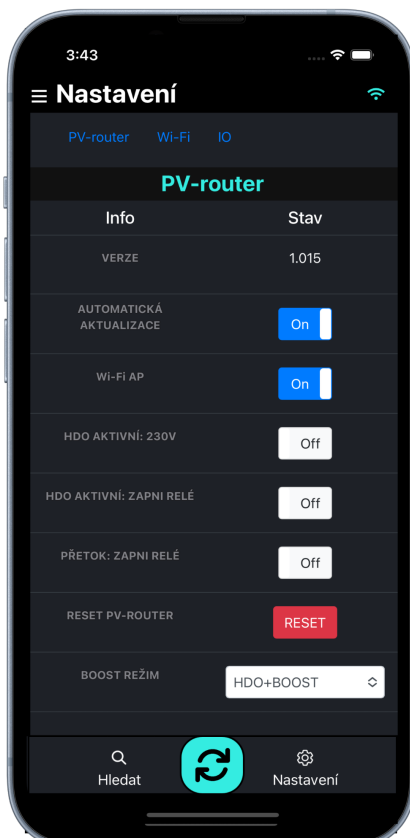 3:43
Nastavení
PV-router Wi-Fi IO
PV-router
Info Stav
VERZE 1.015
AUTOMATICKÁ
AKTUALIZACE On
Wi-Fi AP On
HDO AKTIVNÍ: 230V Off
HDO AKTIVNÍ: ZAPNI RELÉ Off
PŘETOK: ZAPNI RELÉ Off
RESET PV-ROUTER RESET
BOOST REŽIM HDO+BOOST
Hledat Nastavení